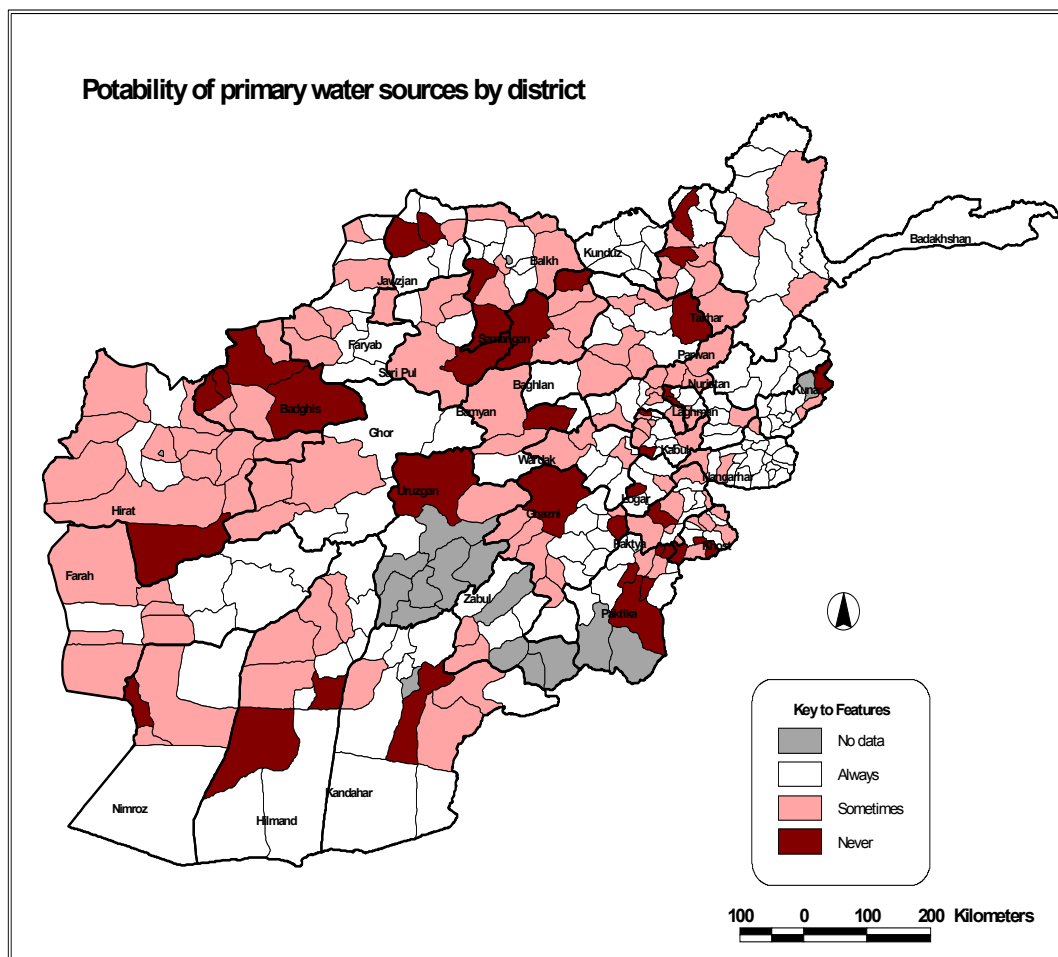 Potability of primary water sources by district
Badakhshan
Kunduz
Balkh
Jawzjan
Takhar
Samangan
Faryab
Parwan
Sari Pul
Baghlan
Nuristan
Kunar
Badghis
Bamyan
Laghman
Ghor
Kabul
Wardak
Nangarhar
Uruzgan
Logar
Hirat
Ghazni
Paktya
Khost
Farah
Zabul
Paktika
Key to Features
No data
Always
Sometimes
Never
Nimroz
Kandahar
Hilmand
100 0 100 200 Kilometers